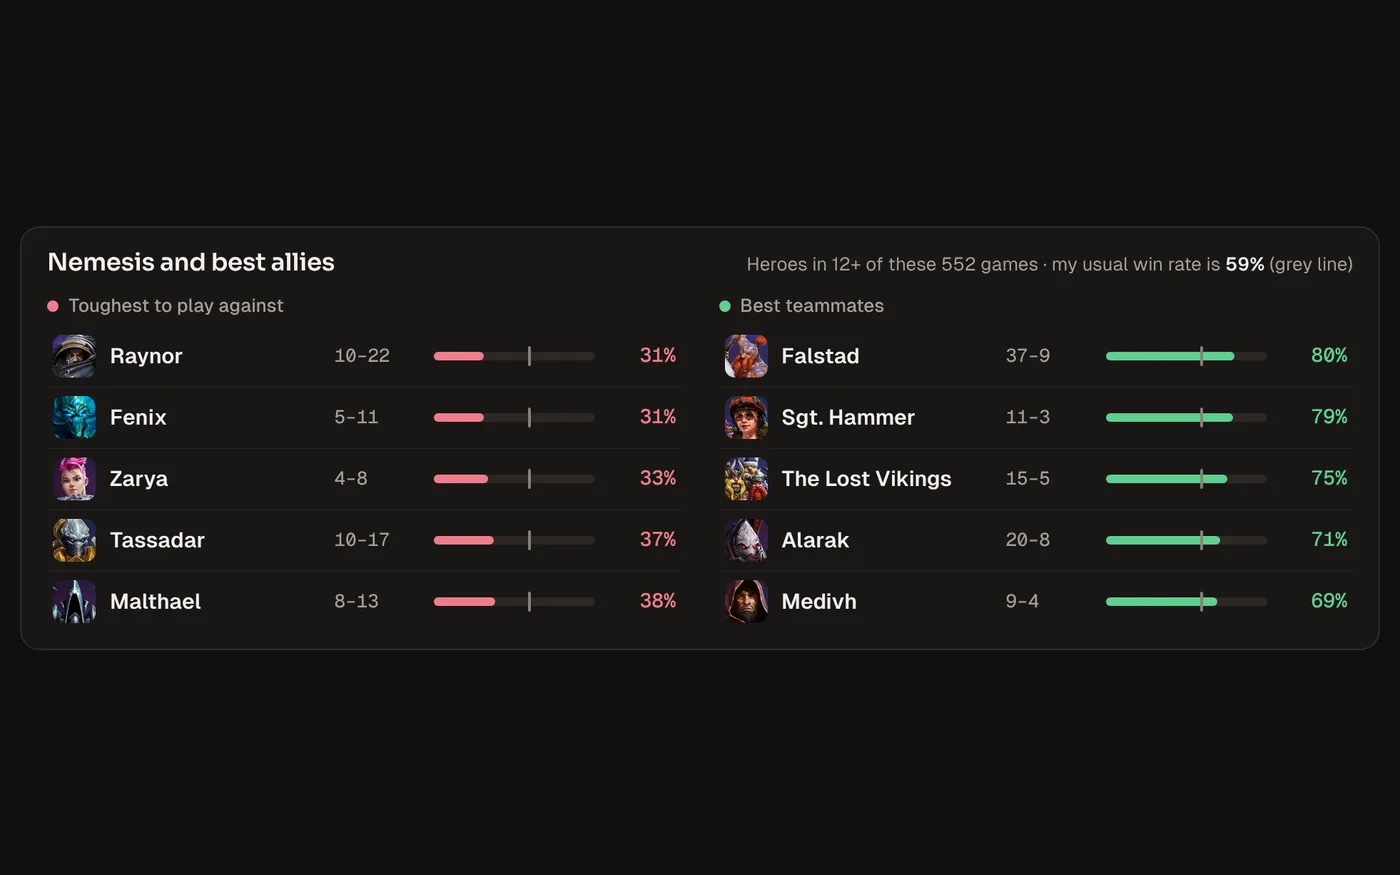 Nemesis and best allies
Heroes in 12+ of these 552 games · my usual win rate is 59% (grey line)
Toughest to play against
Raynor 10–22 31%
Fenix 5–11 31%
Zarya 4–8 33%
Tassadar 10–17 37%
Malthael 8–13 38%
Best teammates
Falstad 37–9 80%
Sgt. Hammer 11–3 79%
The Lost Vikings 15–5 75%
Alarak 20–8 71%
Medivh 9–4 69%